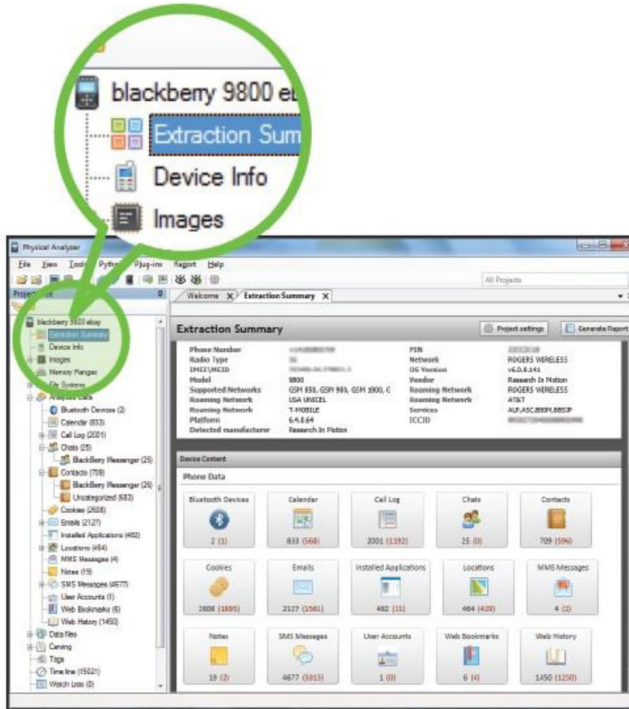 blackberry 9800 e
Extraction Sum
Device Info
Images
Physical Analyzer
File View Tools Python Plug-ins Report Help
All Projects
Welcome X Extraction Summary X
blackberry 9800 ebay
Extraction Summary
Device Info
Images
Memory Ranges
File Systems
Analyzed Data
Bluetooth Devices (2)
Calendar (833)
Call Log (2001)
Chats (25)
BlackBerry Messenger (25)
Contacts (709)
BlackBerry Messenger (26)
Uncategorized (683)
Cookies (2608)
Emails (2127)
Installed Applications (482)
Locations (464)
MMS Messages (4)
Notes (19)
SMS Messages (4677)
User Accounts (1)
Web Bookmarks (6)
Web History (1450)
Data files
Carving
Tags
Timeline (15021)
Watch Lists (0)
Extraction Summary
Project settings
Generate Report
Phone Number
Radio Type
IMEI/MEID
Model 9800
Supported Networks GSM 850, GSM 900, GSM 1800, G
Roaming Network USA UNICEL
Roaming Network T-MOBILE
Platform 6.4.0.64
Detected manufacturer Research In Motion
PIN
Network ROGERS WIRELESS
OS Version v6.0.0.141
Vendor Research In Motion
Roaming Network ROGERS WIRELESS
Roaming Network AT&T
Services
ICCID
Device Content
Phone Data
Bluetooth Devices
2 (1)
Calendar
833 (568)
Call Log
2001 (1192)
Chats
25 (0)
Contacts
709 (596)
Cookies
2608 (1895)
Emails
2127 (1561)
Installed Applications
482 (11)
Locations
464 (429)
MMS Messages
4 (2)
Notes
19 (2)
SMS Messages
4677 (3315)
User Accounts
1 (0)
Web Bookmarks
6 (4)
Web History
1450 (1250)